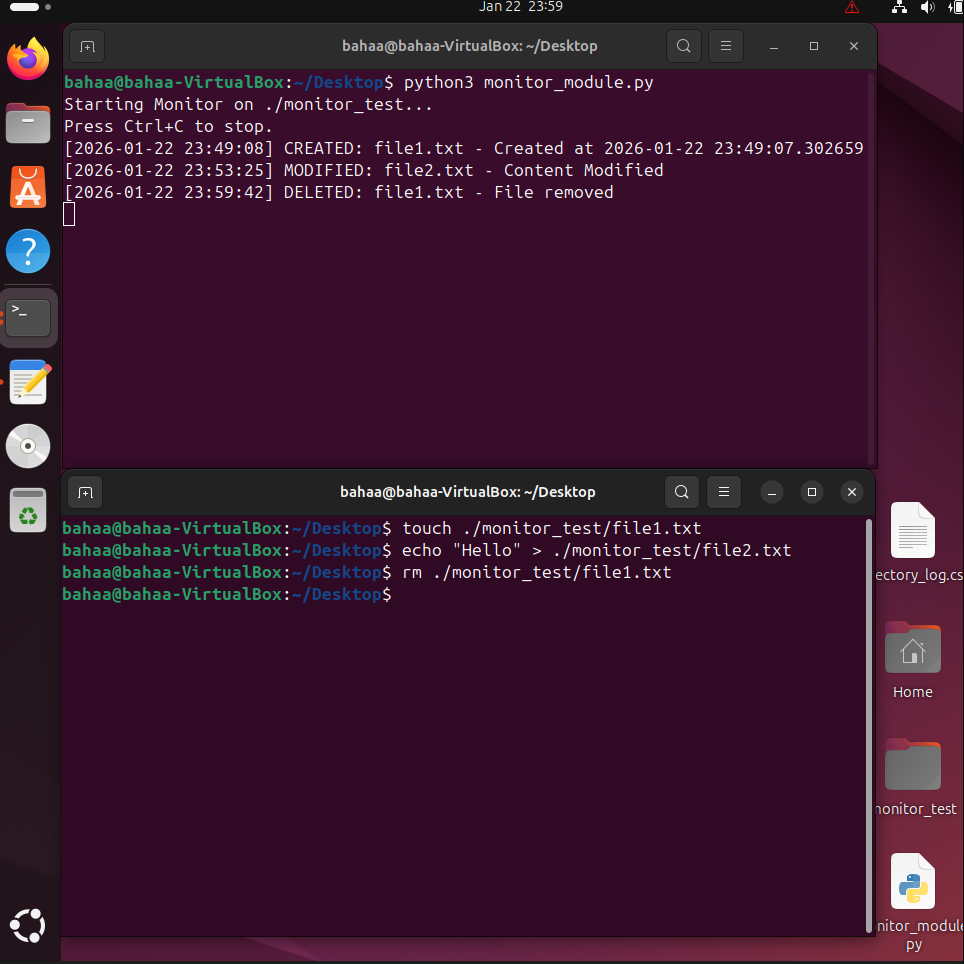 Jan 22 23:59
bahaa@bahaa-VirtualBox: ~/Desktop
bahaa@bahaa-VirtualBox:~/Desktop$ python3 monitor_module.py
Starting Monitor on ./monitor_test...
Press Ctrl+C to stop.
[2026-01-22 23:49:08] CREATED: file1.txt - Created at 2026-01-22 23:49:07.302659
[2026-01-22 23:53:25] MODIFIED: file2.txt - Content Modified
[2026-01-22 23:59:42] DELETED: file1.txt - File removed
bahaa@bahaa-VirtualBox: ~/Desktop
bahaa@bahaa-VirtualBox:~/Desktop$ touch ./monitor_test/file1.txt
bahaa@bahaa-VirtualBox:~/Desktop$ echo "Hello" > ./monitor_test/file2.txt
bahaa@bahaa-VirtualBox:~/Desktop$ rm ./monitor_test/file1.txt
bahaa@bahaa-VirtualBox:~/Desktop$
ectory_log.cs
Home
onitor_test
nitor_module
py